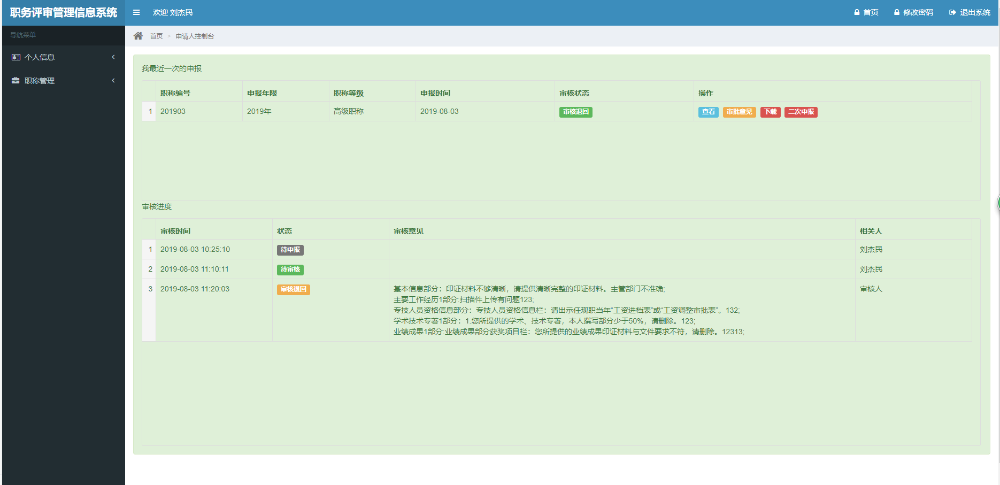 职务评审管理信息系统
欢迎 刘杰民
首页
修改密码
退出系统
导航菜单
首页 > 申请人控制台
个人信息
职称管理
我最近一次的申报
职称编号 申报年限 职称等级 申报时间 审核状态 操作
1 201903 2019年 高级职称 2019-08-03 审核退回 查看 审批意见 下载 二次申报
审核进度
审核时间 状态 审核意见 相关人
1 2019-08-03 10:25:10 待申报 刘杰民
2 2019-08-03 11:10:11 待审核 刘杰民
3 2019-08-03 11:20:03 审核退回 基本信息部分：印证材料不够清晰，请提供清晰完整的印证材料。主管部门不准确; 审核人
主要工作经历1部分:扫描件上传有问题123;
专技人员资格信息部分：专技人员资格信息栏：请出示任现职当年“工资进档表”或“工资调整审批表”。132;
学术技术专著1部分：1.您所提供的学术、技术专著，本人撰写部分少于50%，请删除。123;
业绩成果1部分:业绩成果部分获奖项目栏：您所提供的业绩成果印证材料与文件要求不符，请删除。12313;